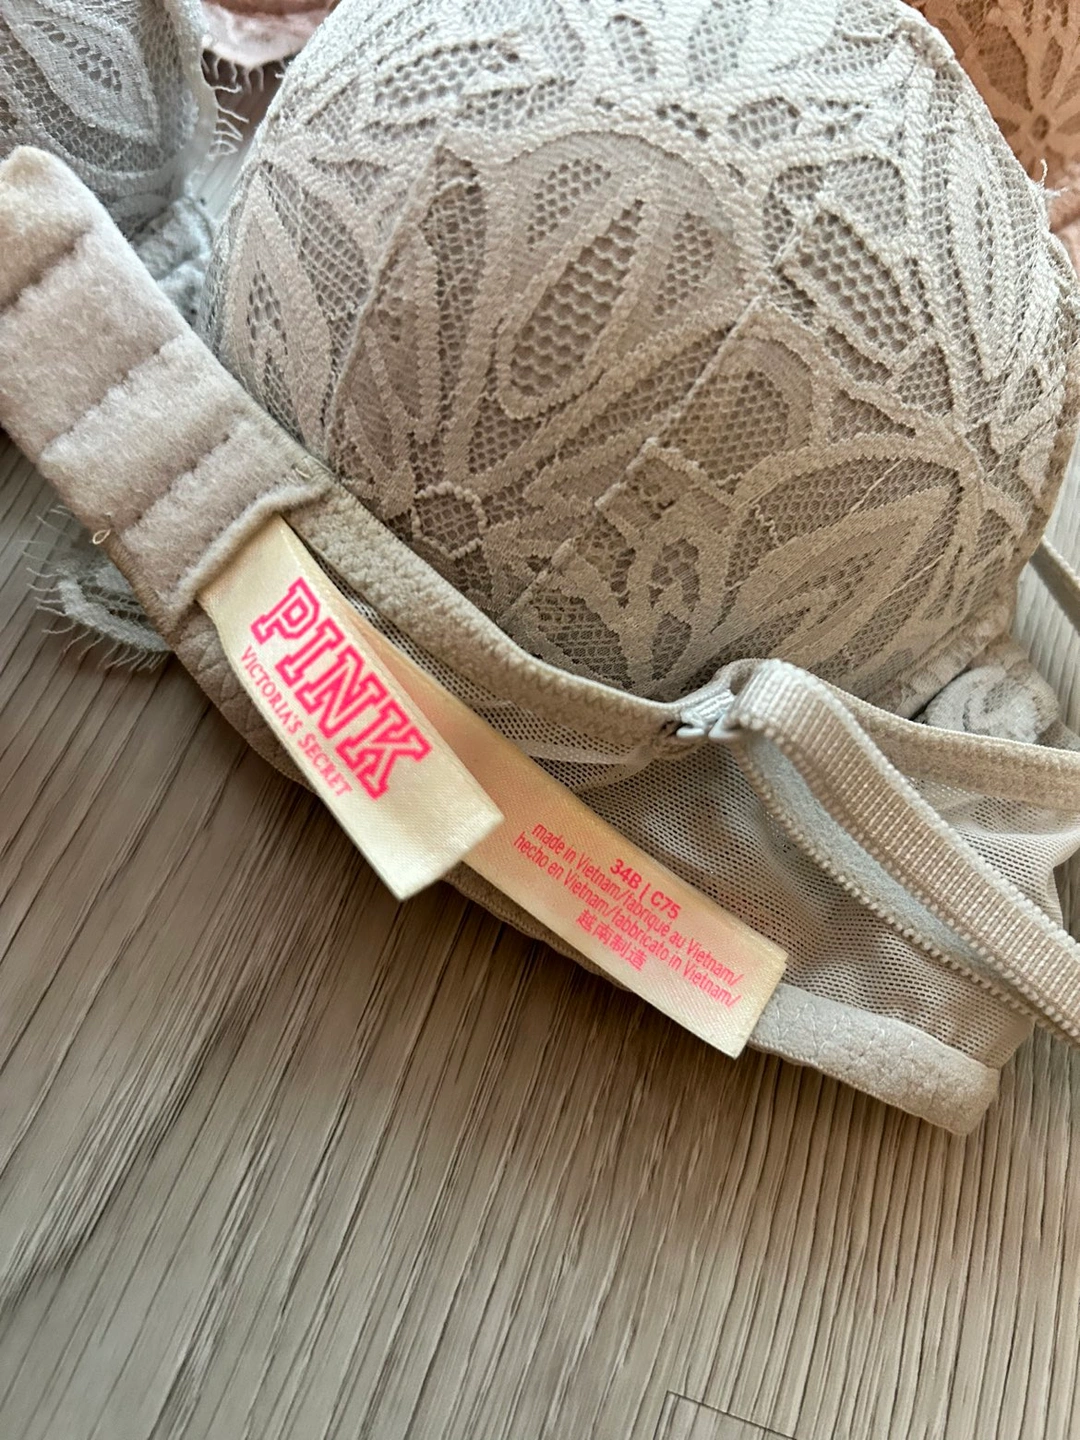 PINK
VICTORIA'S SECRET
34B | C75
made in Vietnam/fabriqué au Vietnam/
hecho en Vietnam/fabbricato in Vietnam/
越南制造